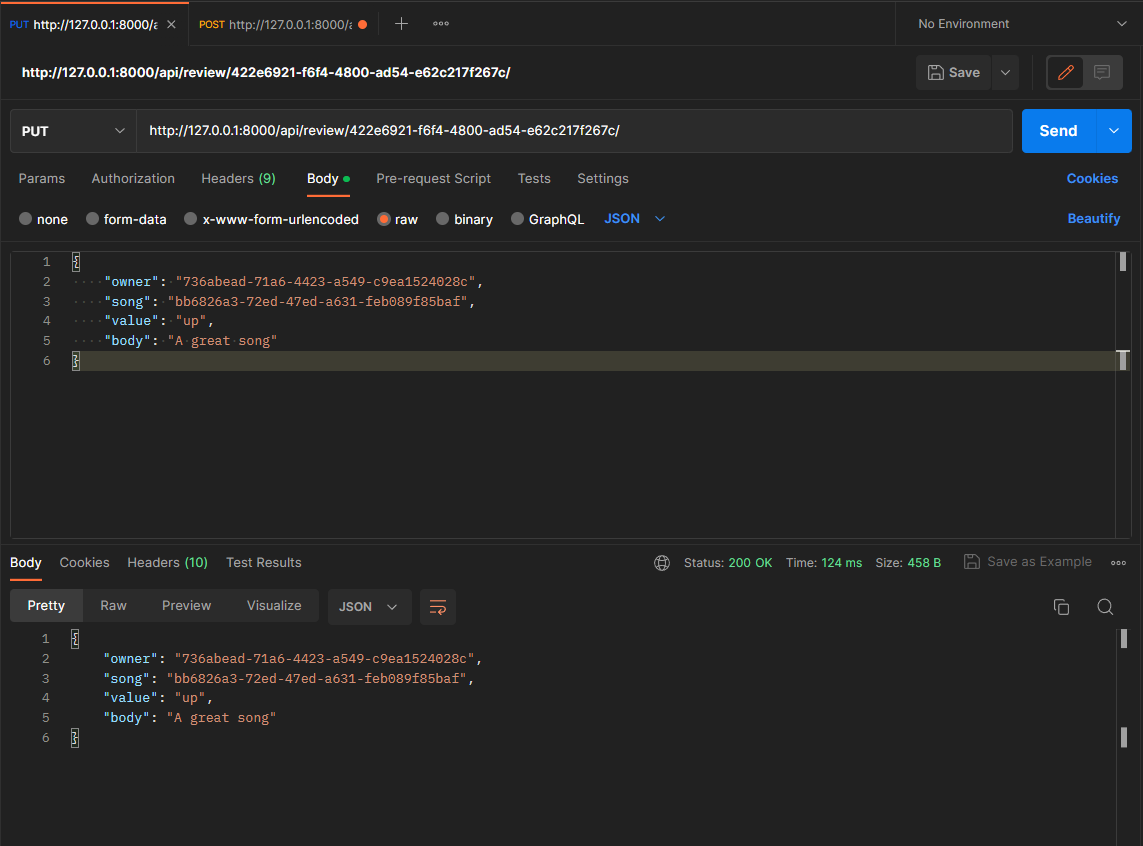 PUT http://127.0.0.1:8000/a
POST http://127.0.0.1:8000/a
No Environment
http://127.0.0.1:8000/api/review/422e6921-f6f4-4800-ad54-e62c217f267c/
Save
PUT http://127.0.0.1:8000/api/review/422e6921-f6f4-4800-ad54-e62c217f267c/ Send
Params Authorization Headers (9) Body Pre-request Script Tests Settings Cookies
none form-data x-www-form-urlencoded raw binary GraphQL JSON Beautify
1 {
2 "owner": "736abead-71a6-4423-a549-c9ea1524028c",
3 "song": "bb6826a3-72ed-47ed-a631-feb089f85baf",
4 "value": "up",
5 "body": "A great song"
6 }
Body Cookies Headers (10) Test Results Status: 200 OK Time: 124 ms Size: 458 B Save as Example
Pretty Raw Preview Visualize JSON
1 {
2 "owner": "736abead-71a6-4423-a549-c9ea1524028c",
3 "song": "bb6826a3-72ed-47ed-a631-feb089f85baf",
4 "value": "up",
5 "body": "A great song"
6 }